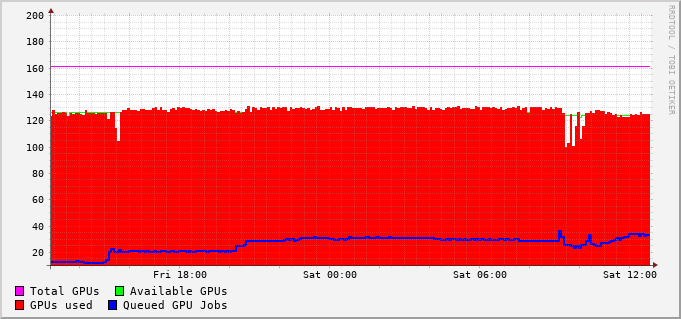 200
180
160
140
120
100
80
60
40
20
Fri 18:00 Sat 00:00 Sat 06:00 Sat 12:00
RRDTOOL / TOBI OETIKER
Total GPUs Available GPUs
GPUs used Queued GPU Jobs